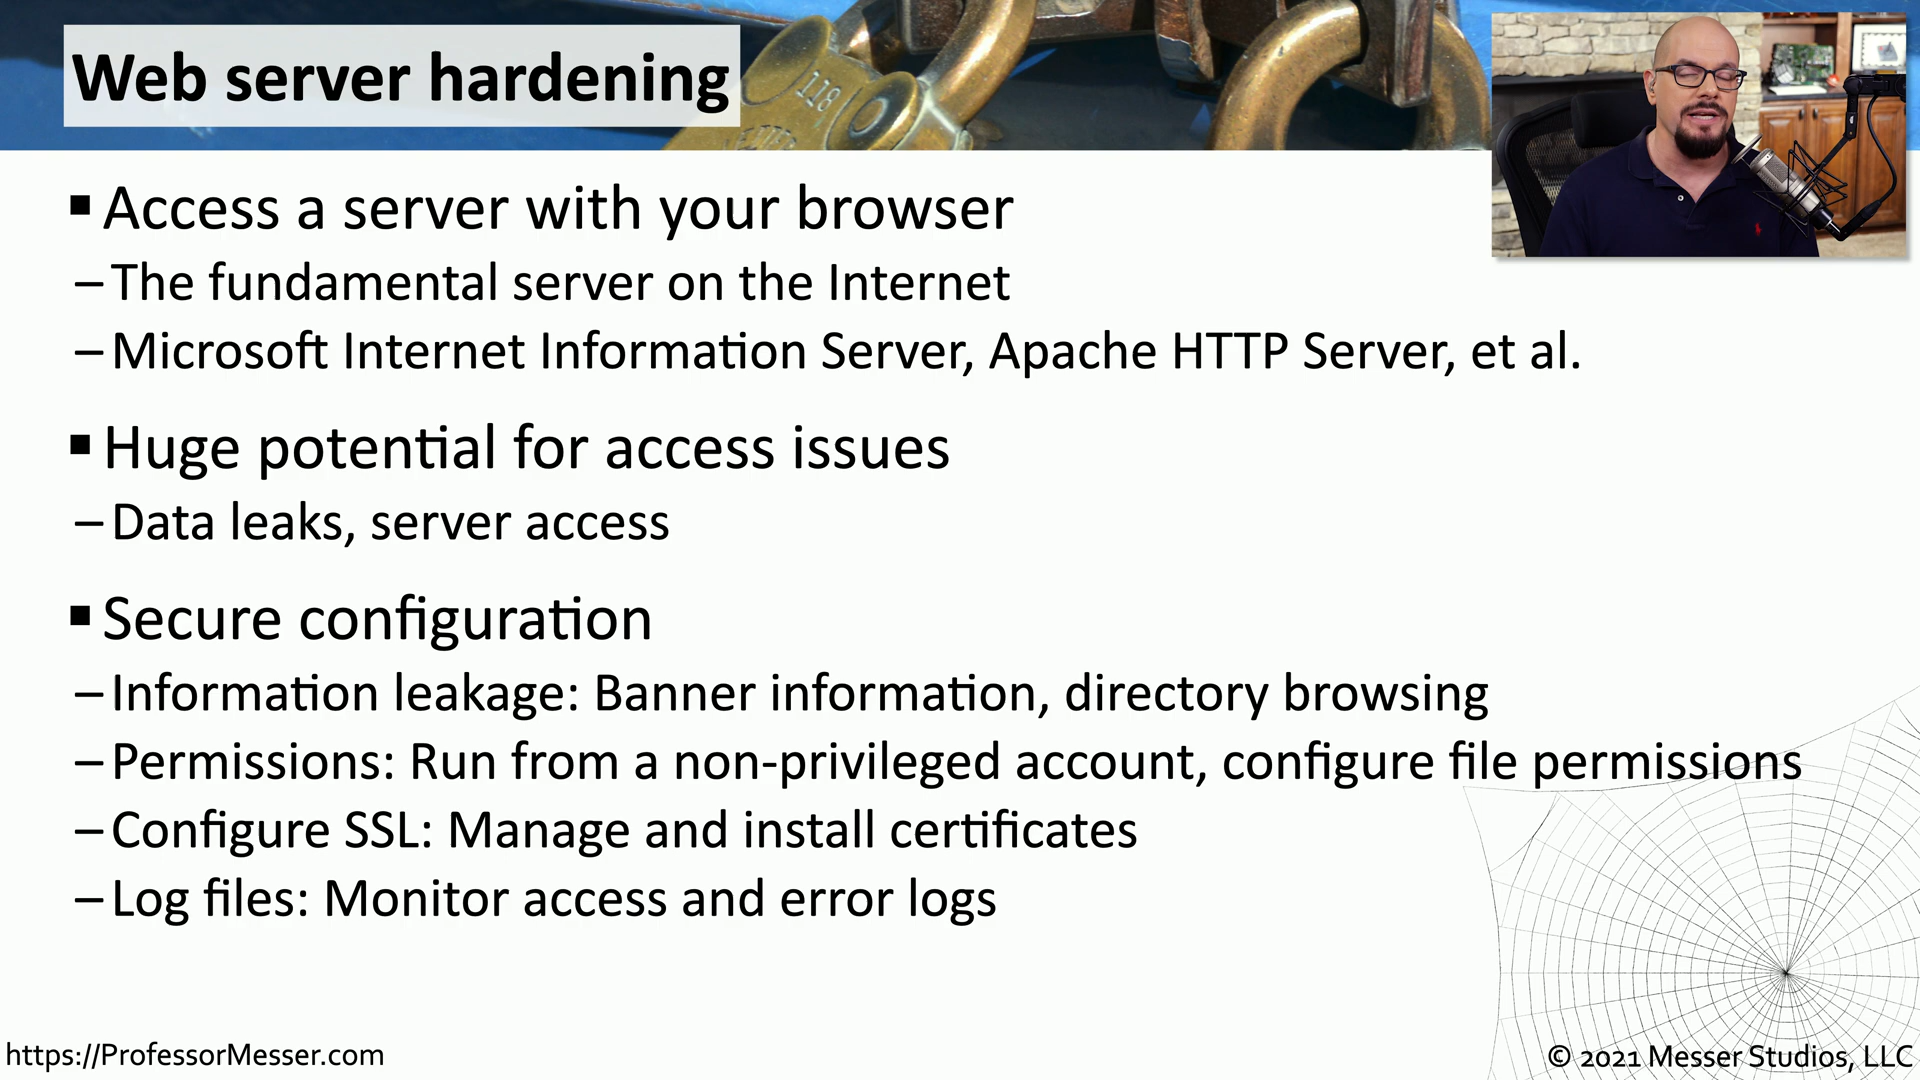 Web server hardening
118
▪ Access a server with your browser
– The fundamental server on the Internet
– Microsoft Internet Information Server, Apache HTTP Server, et al.
▪ Huge potential for access issues
– Data leaks, server access
▪ Secure configuration
– Information leakage: Banner information, directory browsing
– Permissions: Run from a non-privileged account, configure file permissions
– Configure SSL: Manage and install certificates
– Log files: Monitor access and error logs
https://ProfessorMesser.com
© 2021 Messer Studios, LLC